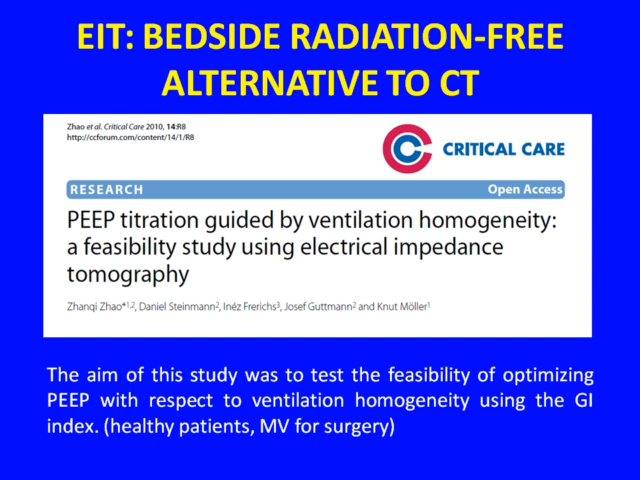 EIT: BEDSIDE RADIATION-FREE
ALTERNATIVE TO CT
Zhao et al. Critical Care 2010, 14:R8
http://ccforum.com/content/14/1/R8
CRITICAL CARE
RESEARCH
Open Access
PEEP titration guided by ventilation homogeneity:
a feasibility study using electrical impedance
tomography
Zhanqi Zhao*1,2, Daniel Steinmann2, Inéz Frerichs3, Josef Guttmann2 and Knut Möller1
The aim of this study was to test the feasibility of optimizing
PEEP with respect to ventilation homogeneity using the GI
index. (healthy patients, MV for surgery)